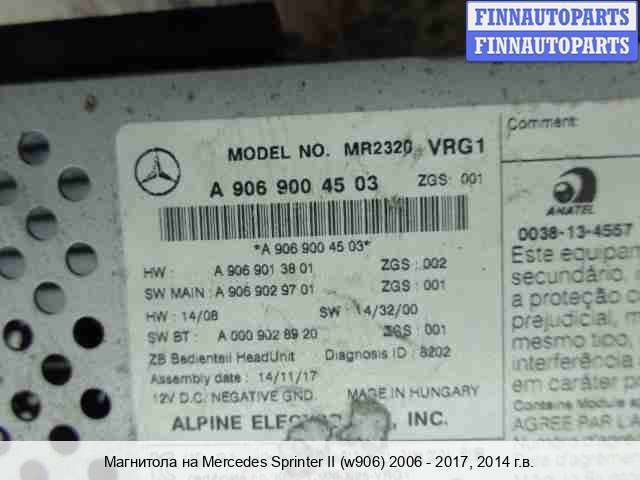 FINNAUTOPARTS
FINNAUTOPARTS
MODEL NO. MR2320 VRG1
A 906 900 45 03 ZGS: 001
*A 906 900 45 03*
HW : A 906 901 38 01 ZGS : 002
SW MAIN : A 906 902 97 01 ZGS : 001
HW : 14/08 SW : 14/32/00
SW BT : A 000 902 89 20 ZGS : 001
ZB Bedienteil HeadUnit Diagnosis ID : 8202
Assembly date : 14/11/17
12V D.C. NEGATIVE GND. MADE IN HUNGARY
ALPINE INC.
Comment:
ANATEL
0038-13-4557
Este equipam
secundário,
a proteção c
prejudicial, m
mesmo tipo,
interferência
em caráter p
Contains Module a
AGREE PAR L'A
Магнитола на Mercedes Sprinter II (w906) 2006 - 2017, 2014 г.в.